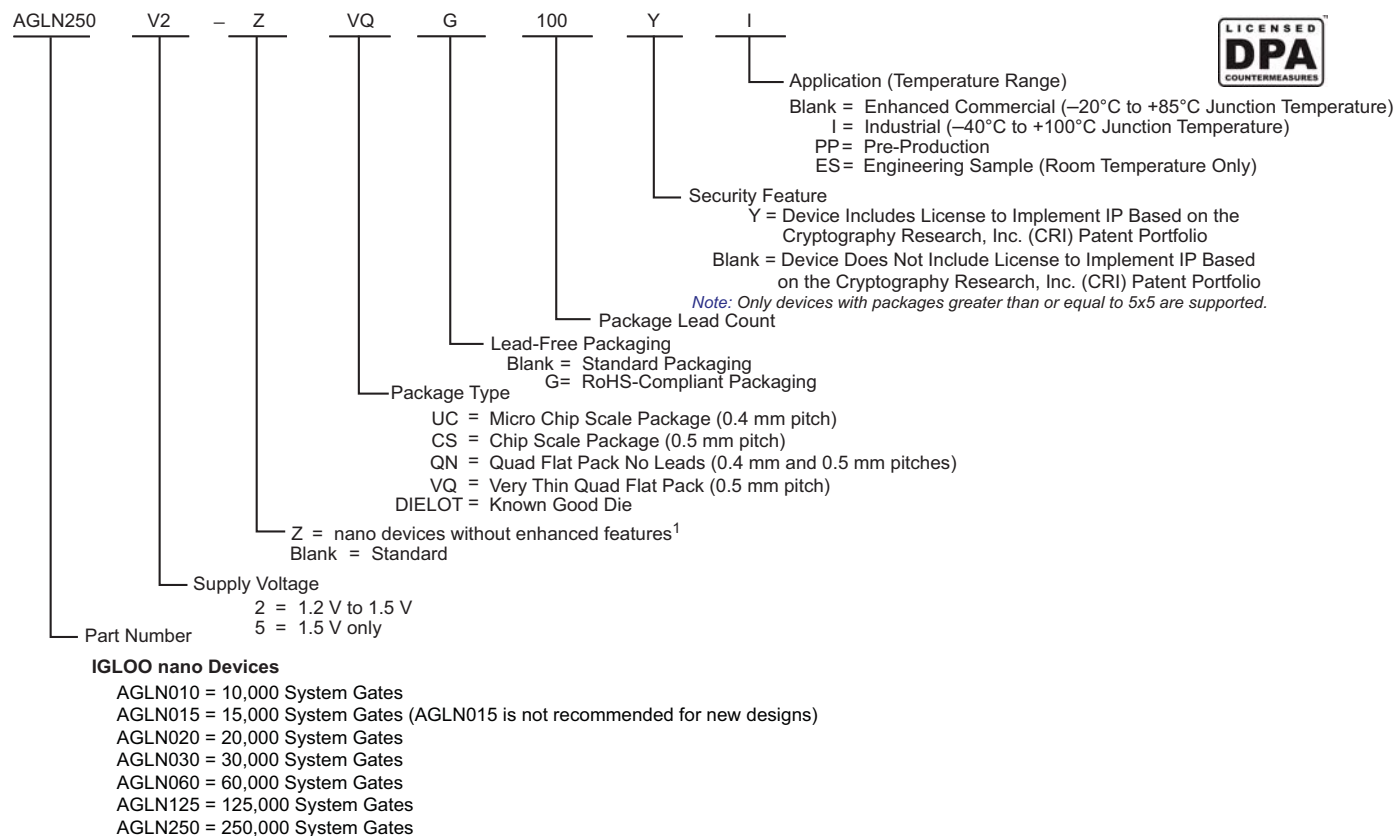 AGLN250 V2 – Z VQ G 100 Y I
LICENSED
DPA
COUNTERMEASURES
™
Application (Temperature Range)
Blank = Enhanced Commercial (–20°C to +85°C Junction Temperature)
I = Industrial (–40°C to +100°C Junction Temperature)
PP= Pre-Production
ES= Engineering Sample (Room Temperature Only)
Security Feature
Y = Device Includes License to Implement IP Based on the
Cryptography Research, Inc. (CRI) Patent Portfolio
Blank = Device Does Not Include License to Implement IP Based
on the Cryptography Research, Inc. (CRI) Patent Portfolio
Note: Only devices with packages greater than or equal to 5x5 are supported.
Package Lead Count
Lead-Free Packaging
Blank = Standard Packaging
G= RoHS-Compliant Packaging
Package Type
UC = Micro Chip Scale Package (0.4 mm pitch)
CS = Chip Scale Package (0.5 mm pitch)
QN = Quad Flat Pack No Leads (0.4 mm and 0.5 mm pitches)
VQ = Very Thin Quad Flat Pack (0.5 mm pitch)
DIELOT = Known Good Die
Z = nano devices without enhanced features1
Blank = Standard
Supply Voltage
2 = 1.2 V to 1.5 V
5 = 1.5 V only
Part Number
IGLOO nano Devices
AGLN010 = 10,000 System Gates
AGLN015 = 15,000 System Gates (AGLN015 is not recommended for new designs)
AGLN020 = 20,000 System Gates
AGLN030 = 30,000 System Gates
AGLN060 = 60,000 System Gates
AGLN125 = 125,000 System Gates
AGLN250 = 250,000 System Gates